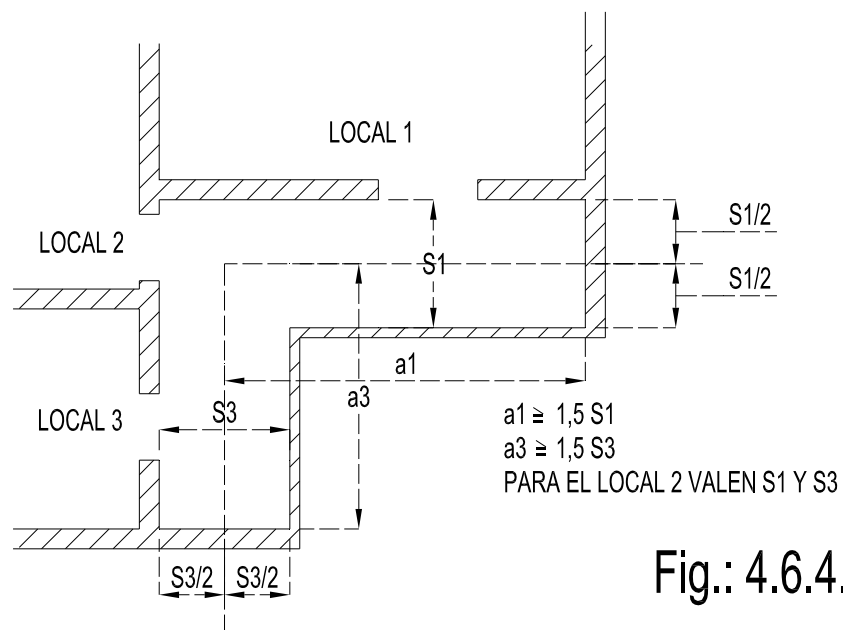 LOCAL 1
S1/2
LOCAL 2
S1
S1/2
a1
a3
LOCAL 3
S3
a1 ≥ 1,5 S1
a3 ≥ 1,5 S3
PARA EL LOCAL 2 VALEN S1 Y S3
S3/2 S3/2
Fig.: 4.6.4.